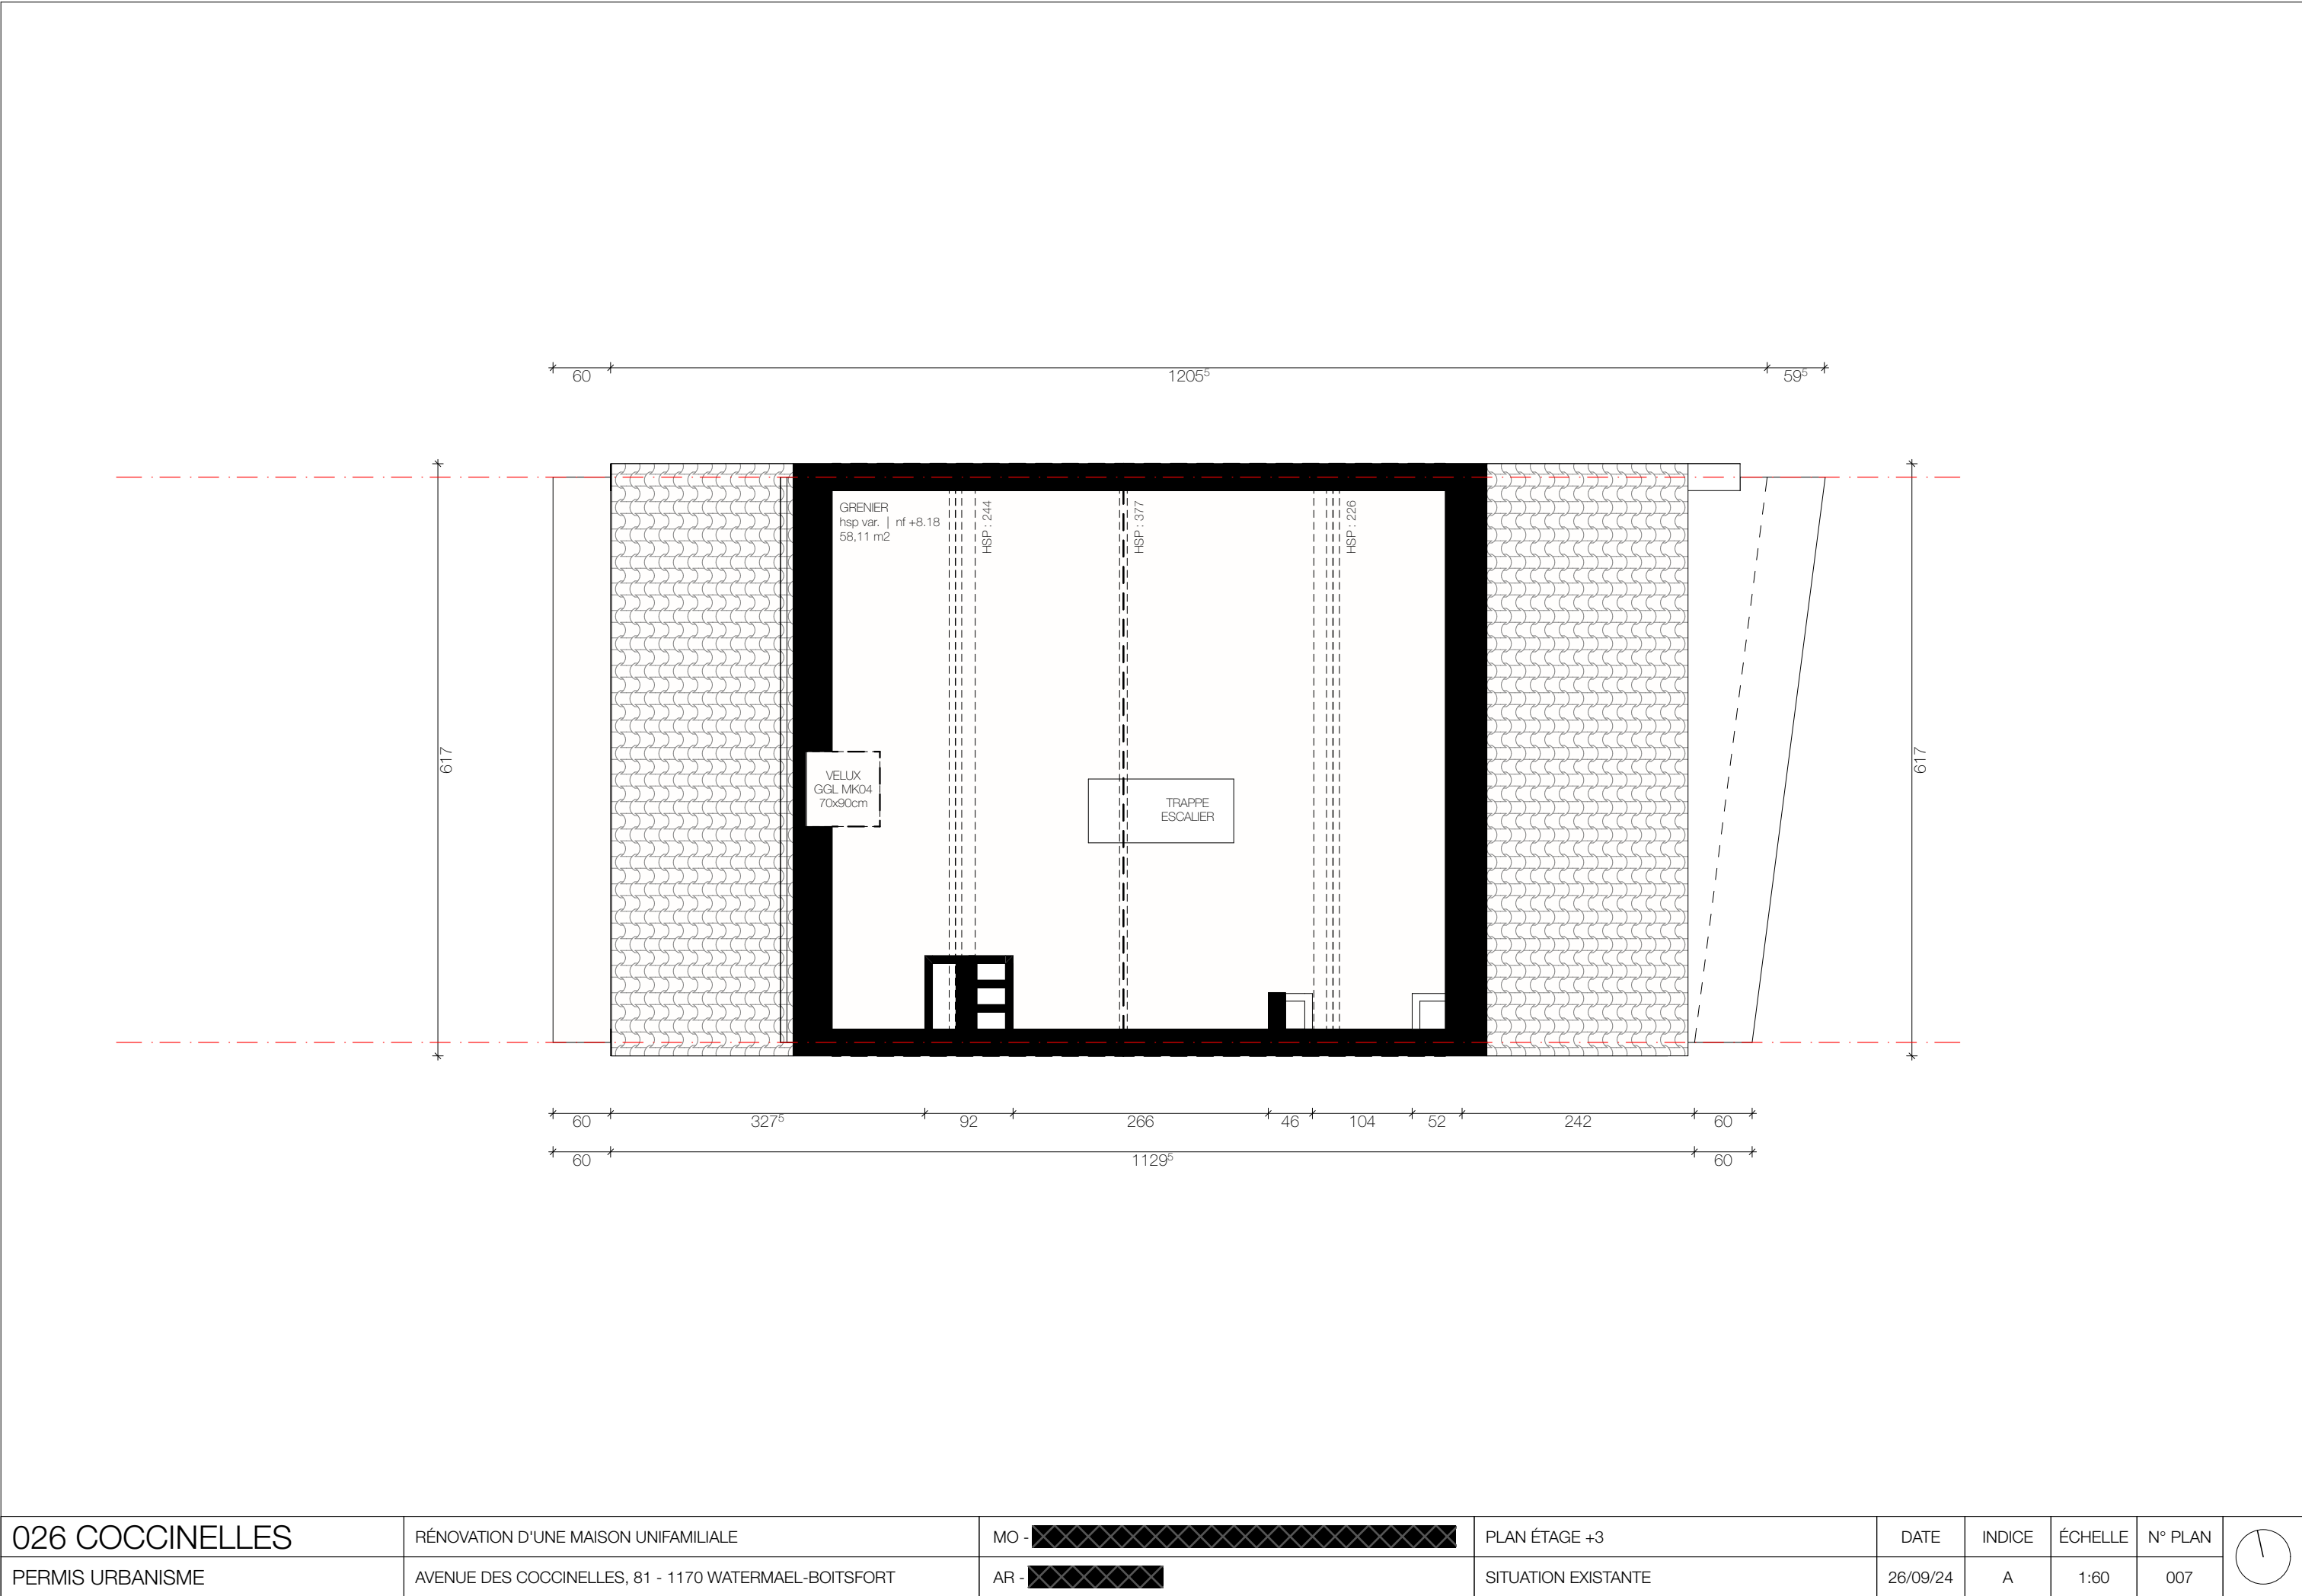 60
1205⁵
59⁵
GRENIER
hsp var. | nf +8.18
58,11 m2
HSP : 244
HSP : 377
HSP : 226
617
617
VELUX
GGL MK04
70x90cm
TRAPPE
ESCALIER
60
327⁵
92
266
46
104
52
242
60
60
1129⁵
60
026 COCCINELLES
RÉNOVATION D'UNE MAISON UNIFAMILIALE
MO -
PLAN ÉTAGE +3
DATE
INDICE
ÉCHELLE
N° PLAN
PERMIS URBANISME
AVENUE DES COCCINELLES, 81 - 1170 WATERMAEL-BOITSFORT
AR -
SITUATION EXISTANTE
26/09/24
A
1:60
007